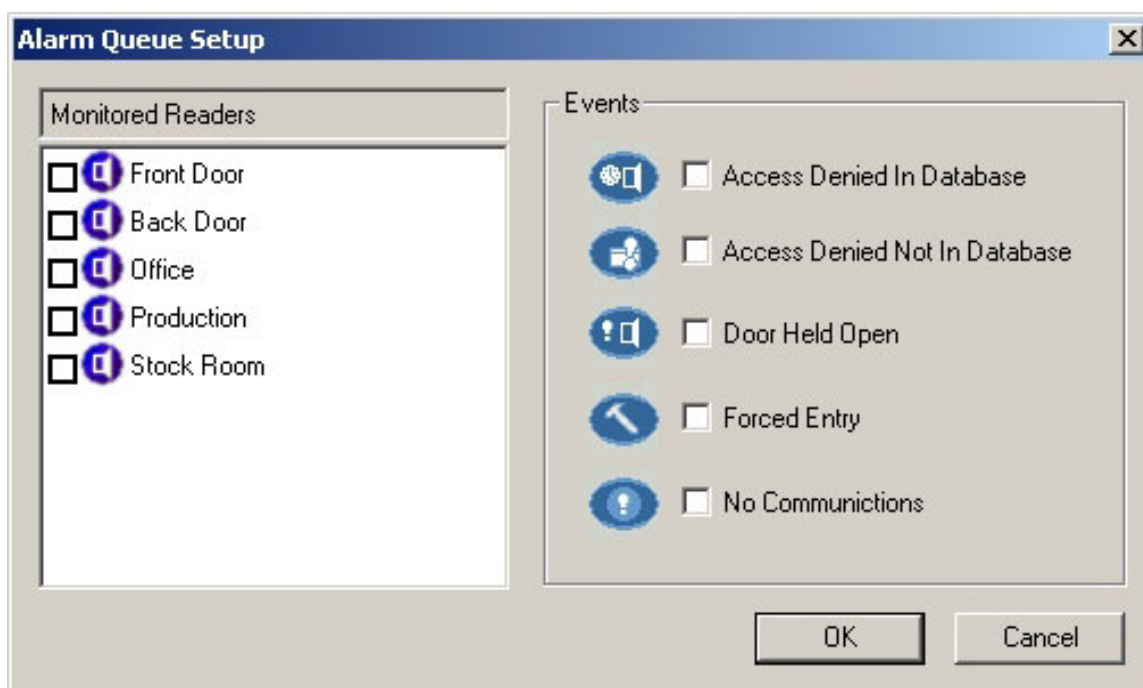 Alarm Queue Setup
Monitored Readers
Front Door
Back Door
Office
Production
Stock Room
Events
Access Denied In Database
Access Denied Not In Database
Door Held Open
Forced Entry
No Communictions
OK
Cancel